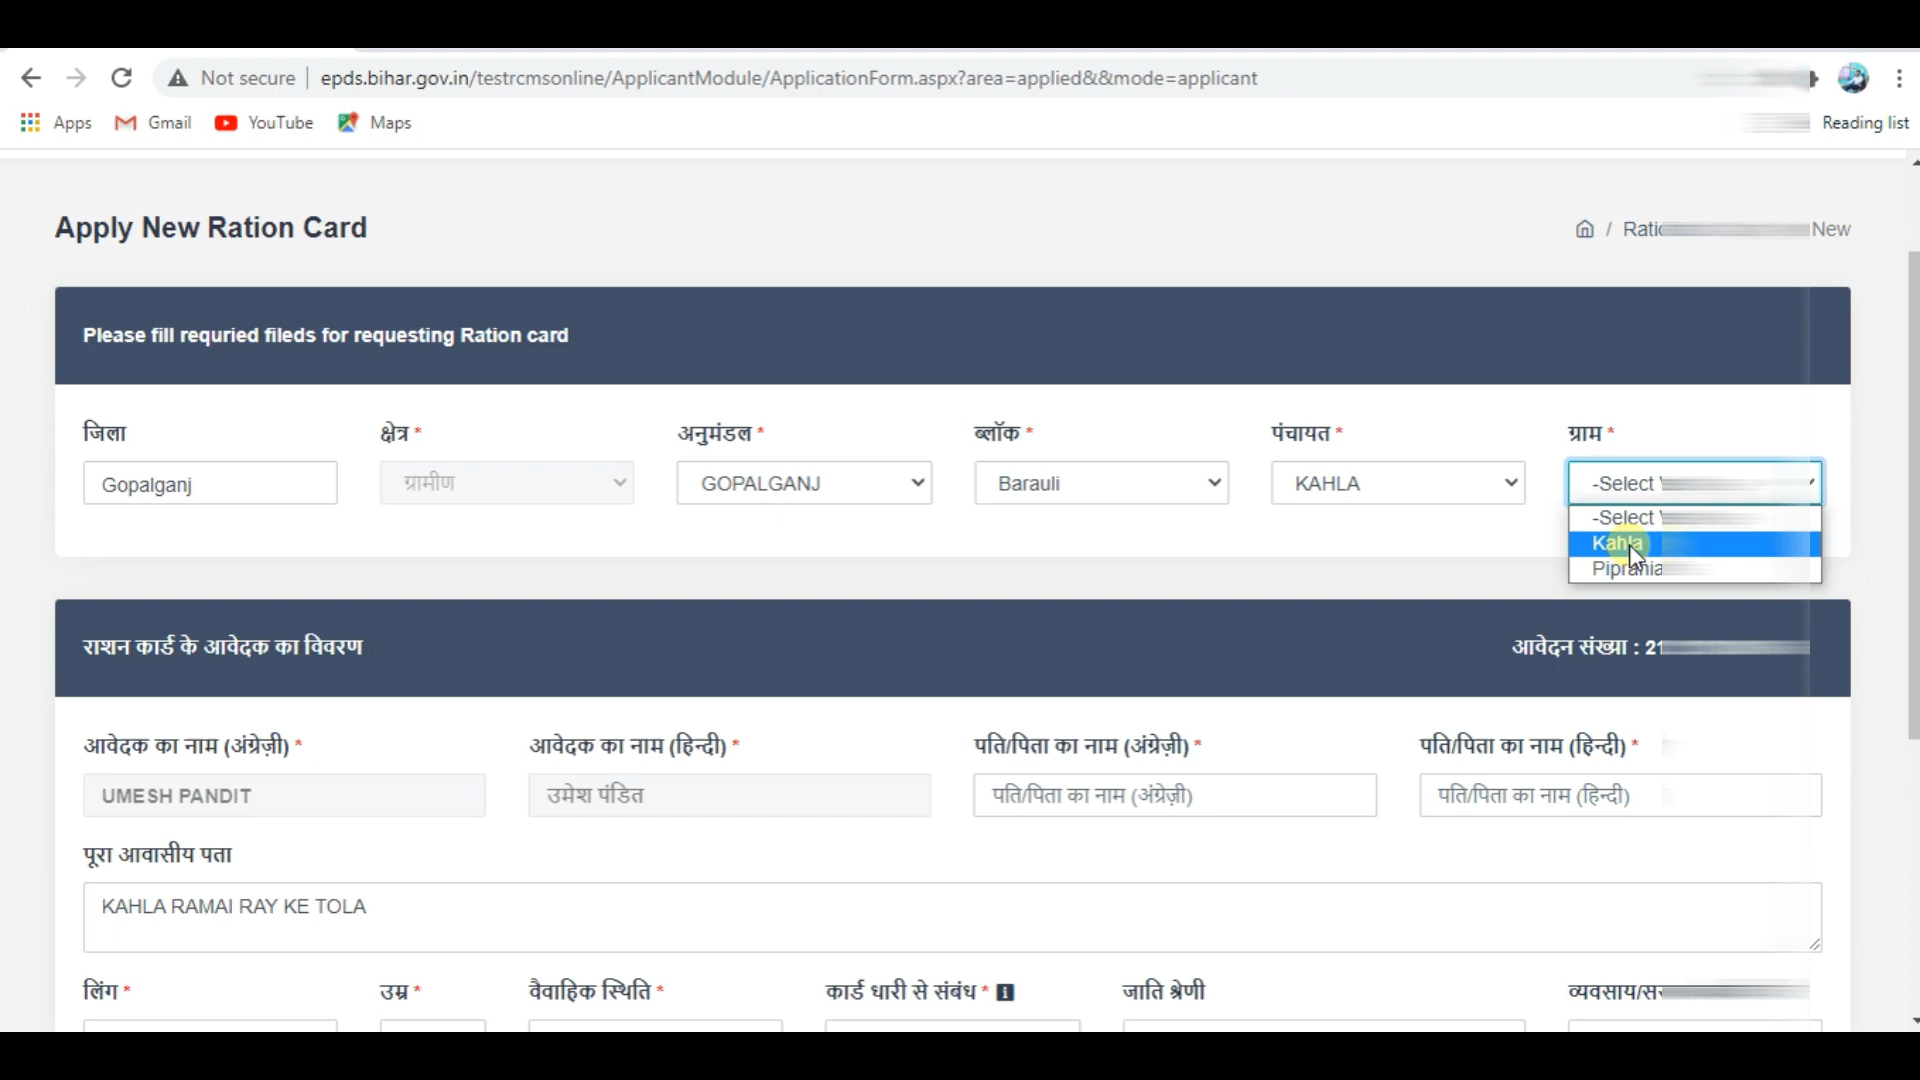 Not secure epds.bihar.gov.in/testrcmsonline/ApplicantModule/ApplicationForm.aspx?area=applied&&mode=applicant
Apps Gmail YouTube Maps Reading list
Apply New Ration Card
/ New
Please fill requried fileds for requesting Ration card
जिला क्षेत्र * अनुमंडल * ब्लॉक * पंचायत * ग्राम *
Gopalganj ग्रामीण GOPALGANJ Barauli KAHLA -Select
-Select
Kahla
Piprahia
राशन कार्ड के आवेदक का विवरण आवेदन संख्या : 21
आवेदक का नाम (अंग्रेज़ी) * आवेदक का नाम (हिन्दी) * पति/पिता का नाम (अंग्रेज़ी) * पति/पिता का नाम (हिन्दी) *
UMESH PANDIT उमेश पंडित पति/पिता का नाम (अंग्रेज़ी) पति/पिता का नाम (हिन्दी)
पूरा आवासीय पता
KAHLA RAMAI RAY KE TOLA
लिंग * उम्र * वैवाहिक स्थिति * कार्ड धारी से संबंध * i जाति श्रेणी